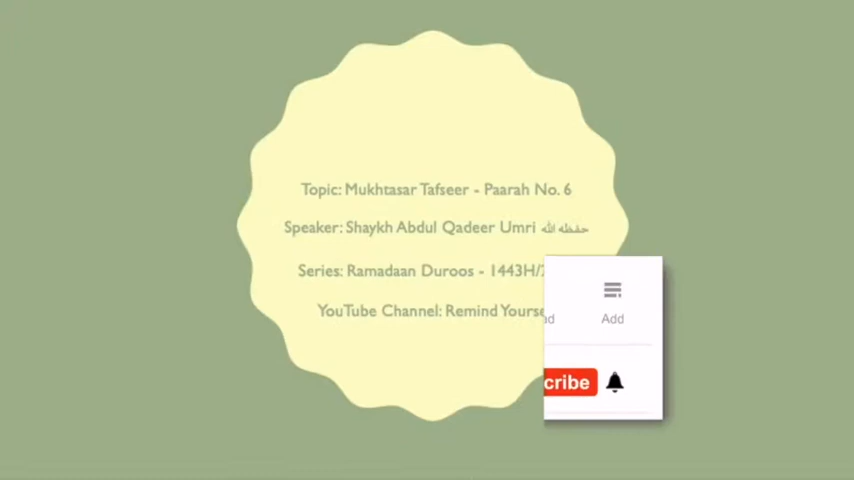 Topic: Mukhtasar Tafseer - Paarah No. 6
Speaker: Shaykh Abdul Qadeer Umri حفظه الله
Series: Ramadaan Duroos - 1443H/
YouTube Channel: Remind Yourse
Add
cribe